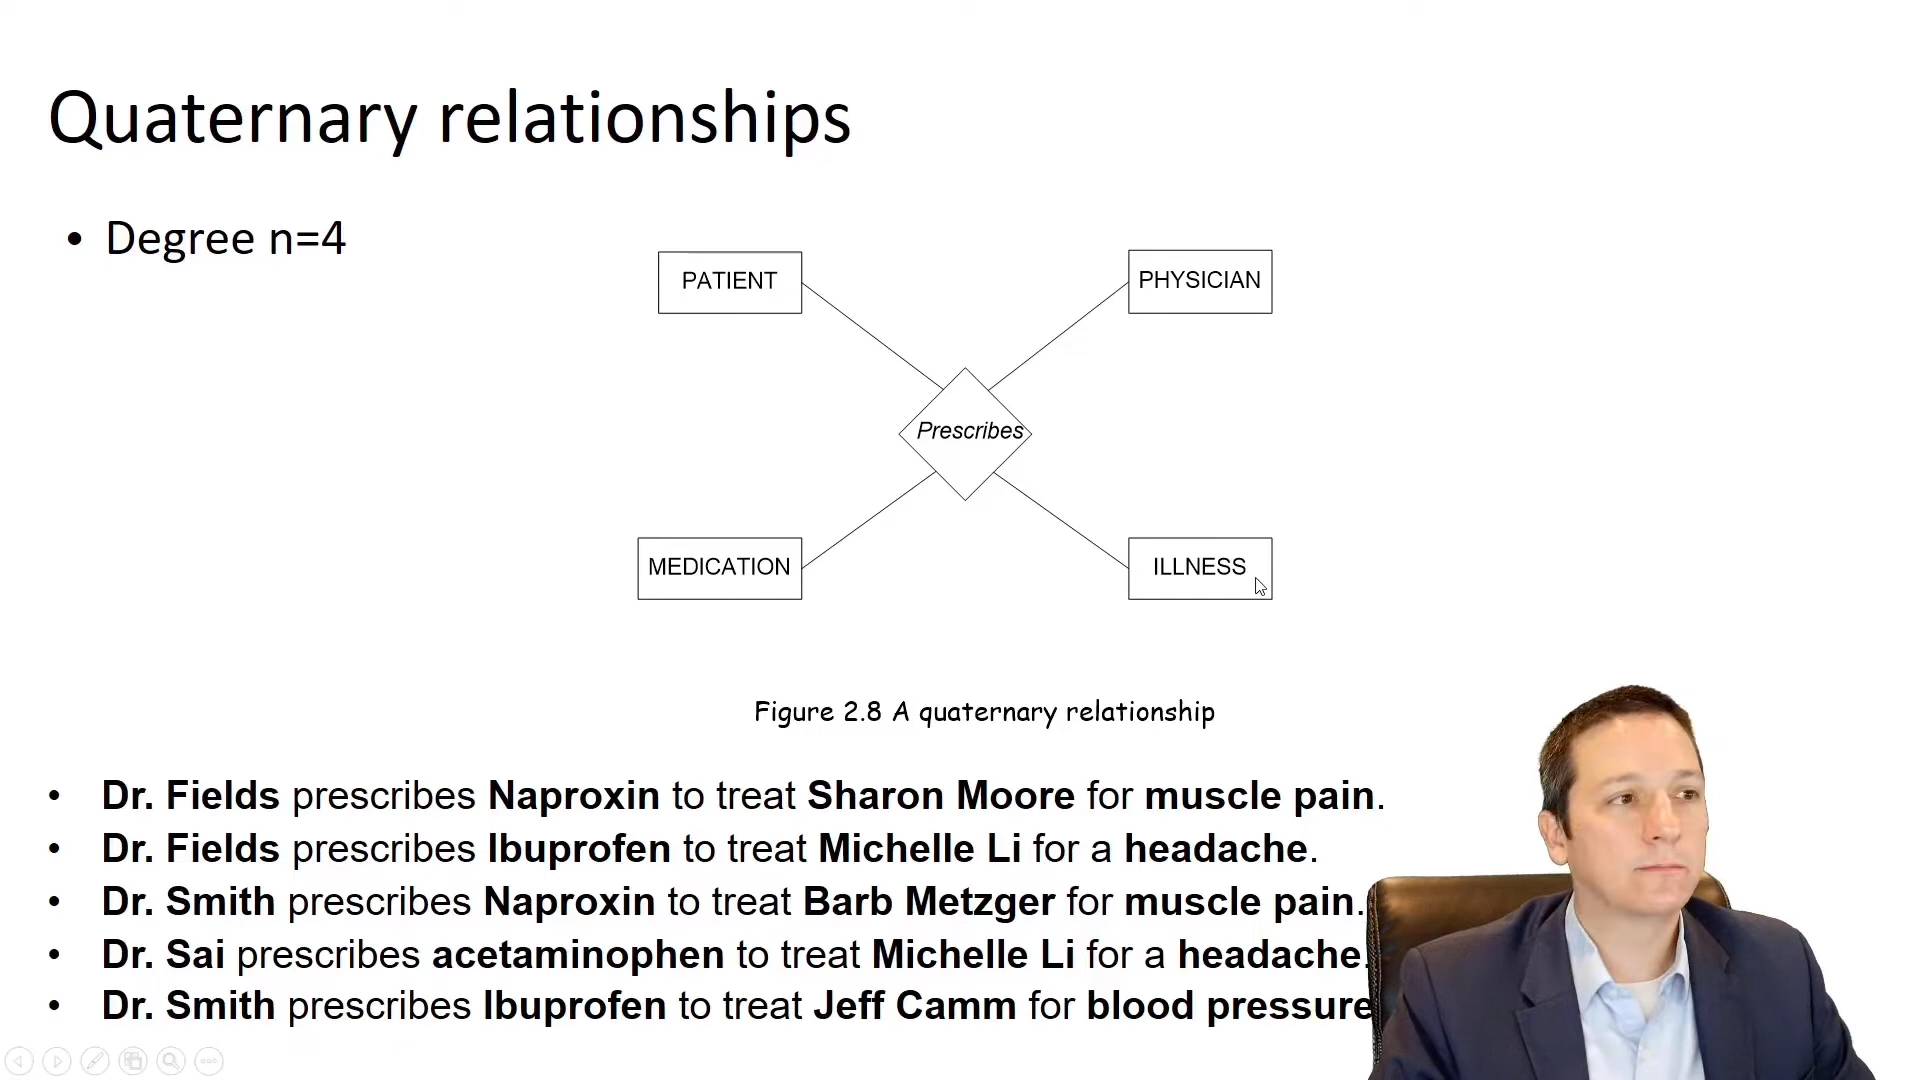 Quaternary relationships
• Degree n=4
PATIENT
PHYSICIAN
Prescribes
MEDICATION
ILLNESS
Figure 2.8 A quaternary relationship
• Dr. Fields prescribes Naproxin to treat Sharon Moore for muscle pain.
• Dr. Fields prescribes Ibuprofen to treat Michelle Li for a headache.
• Dr. Smith prescribes Naproxin to treat Barb Metzger for muscle pain.
• Dr. Sai prescribes acetaminophen to treat Michelle Li for a headache.
• Dr. Smith prescribes Ibuprofen to treat Jeff Camm for blood pressure